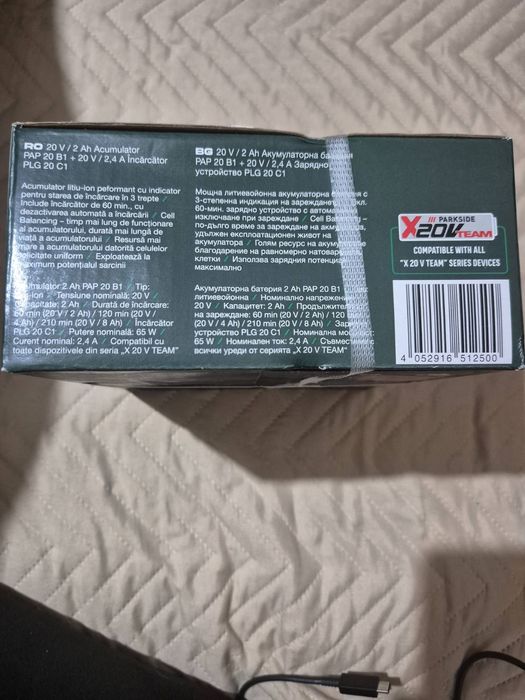 RO 20 V / 2 Ah Acumulator
PAP 20 B1 + 20 V / 2,4 A Încărcător
PLG 20 C1
Acumulator litiu-ion peformant cu indicator
pentru starea de încărcare în 3 trepte /
Include încărcător de 60 min., cu
dezactivarea automată a încărcării / Cell
Balancing – timp mai lung de funcționare
al acumulatorului, durată mai lungă de
viață a acumulatorului / Resursă mai
mare a acumulatorului datorită celulelor
solicitate uniform / Exploatează la
maximum potențialul sarcinii
Acumulator 2 Ah PAP 20 B1 / Tip:
Li-Ion / Tensiune nominală: 20 V /
Capacitate: 2 Ah / Durată de încărcare:
60 min (20 V / 2 Ah) / 120 min (20 V /
4 Ah) / 210 min (20 V / 8 Ah) / Încărcător
PLG 20 C1 / Putere nominală: 65 W /
Curent nominal: 2,4 A / Compatibil cu
toate dispozitivele din seria „X 20 V TEAM”
BG 20 V / 2 Ah Акумулаторна батерия
PAP 20 B1 + 20 V / 2,4 A Зарядно
устройство PLG 20 C1
Мощна литиевойонна акумулаторна с
3-степенна индикация на зареждането
60-мин. зарядно устройство с
изключване при зареждане / Cell Balancing –
по-дълго време за зареждане на
удължен експлоатационен живот на
акумулатора / Голям ресурс на
благодарение на равномерно
клетки / Използва зарядния
максимално
Акумулаторна батерия 2 Ah PAP 20 B1
литиевойонна / Номинално напрежение:
20 V / Капацитет: 2 Ah /
на зареждане: 60 мин (20 V / 2 Ah) / 120 мин
(20 V / 4 Ah) / 210 мин (20 V / 8 Ah) / Зарядно
устройство PLG 20 C1 / Номинална мощност:
65 W / Номинален ток: 2,4 A / Съвместим с
всички уреди от серията „X 20 V TEAM”
/// PARKSIDE
X20V TEAM
COMPATIBLE WITH ALL
"X 20 V TEAM" SERIES DEVICES
4 052916 512500